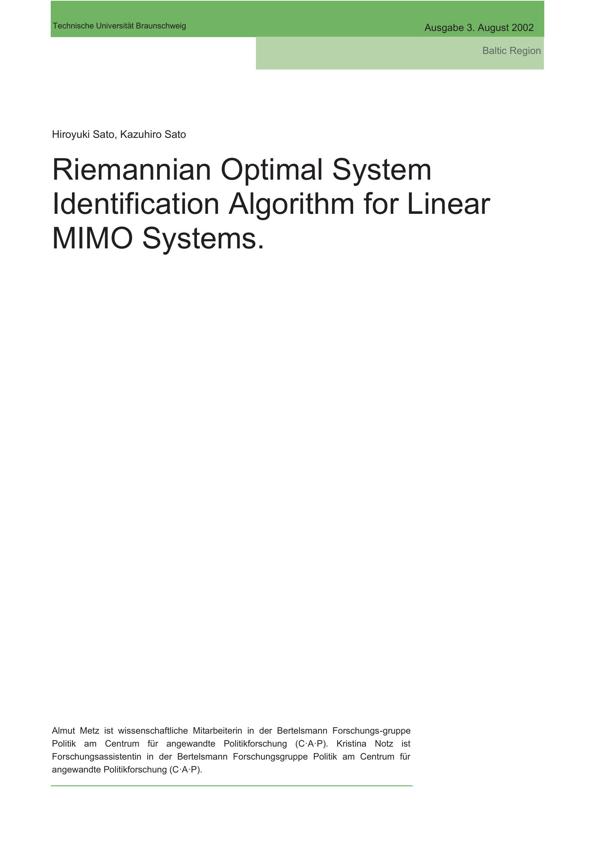 Technische Universität Braunschweig
Ausgabe 3. August 2002
Baltic Region
Hiroyuki Sato, Kazuhiro Sato
Riemannian Optimal System
Identification Algorithm for Linear
MIMO Systems.
Almut Metz ist wissenschaftliche Mitarbeiterin in der Bertelsmann Forschungs-gruppe
Politik am Centrum für angewandte Politikforschung (C·A·P). Kristina Notz ist
Forschungsassistentin in der Bertelsmann Forschungsgruppe Politik am Centrum für
angewandte Politikforschung (C·A·P).